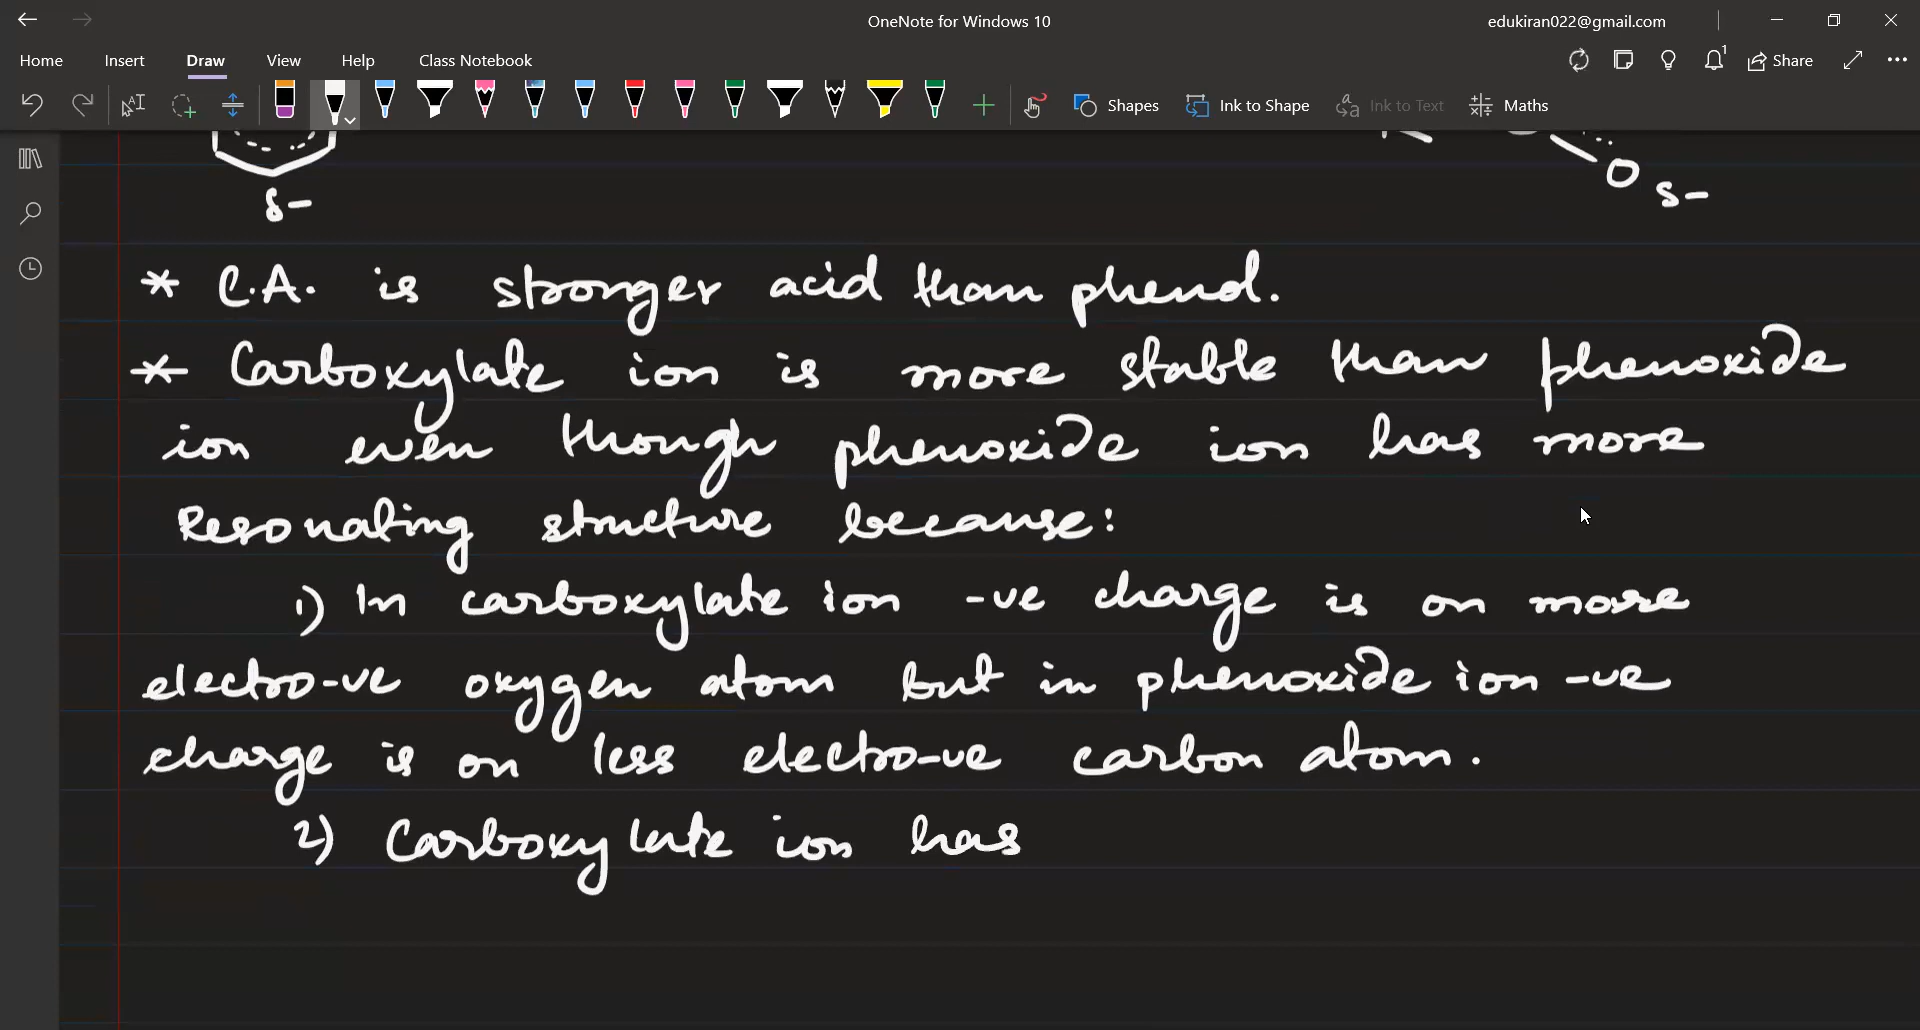 OneNote for Windows 10
edukiran022@gmail.com
Home Insert Draw View Help Class Notebook
1 Share
Shapes Ink to Shape Ink to Text Maths
δ-
O δ-
* C.A. is stronger acid than phenol.
* Carboxylate ion is more stable than phenoxide
ion even though phenoxide ion has more
Resonating structure because:
1) In carboxylate ion -ve charge is on more
electro-ve oxygen atom but in phenoxide ion -ve
charge is on less electro-ve carbon atom.
2) Carboxylate ion has